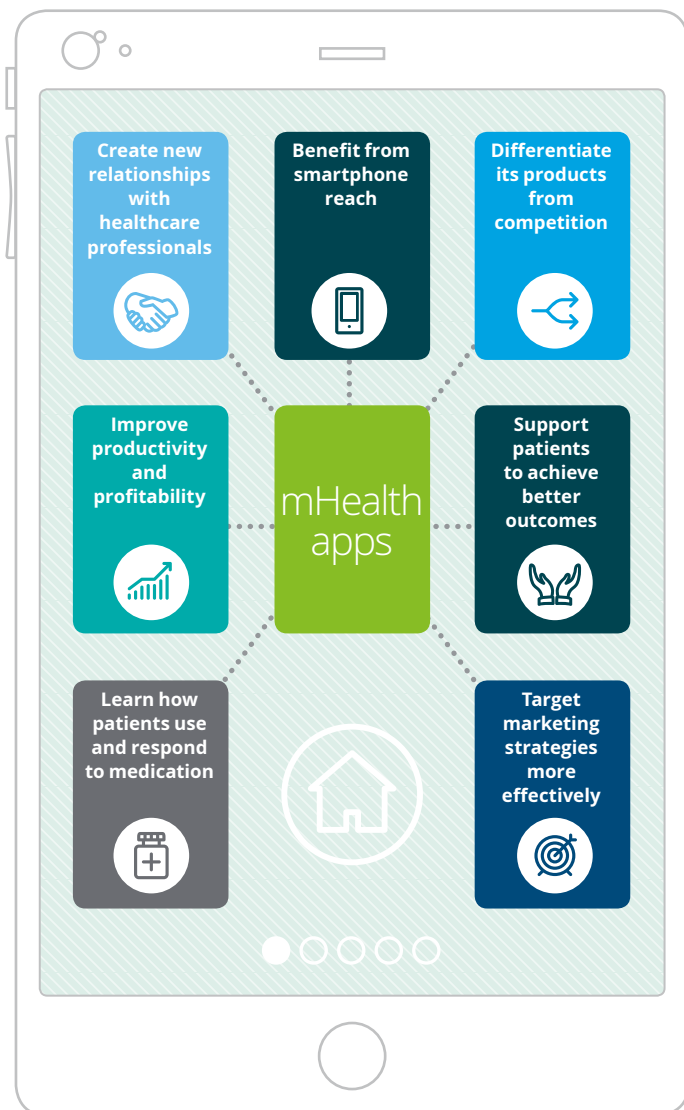 Create new
relationships
with
healthcare
professionals
Benefit from
smartphone
reach
Differentiate
its products
from
competition
Improve
productivity
and
profitability
mHealth
apps
Support
patients
to achieve
better
outcomes
Learn how
patients use
and respond
to medication
Target
marketing
strategies
more
effectively